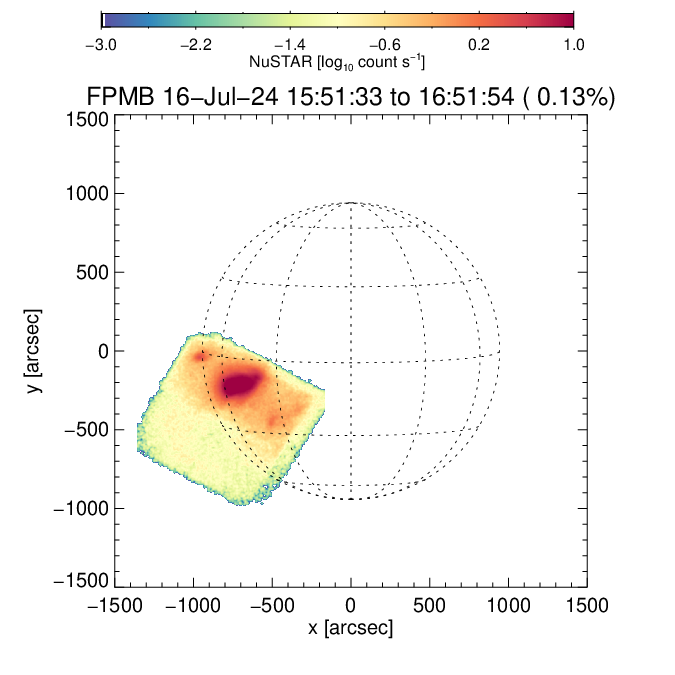 −3.0 −2.2 −1.4 −0.6 0.2 1.0
NuSTAR [log₁₀ count s⁻¹]
FPMB 16−Jul−24 15:51:33 to 16:51:54 ( 0.13%)
1500
1000
500
0
−500
−1000
−1500
y [arcsec]
−1500 −1000 −500 0 500 1000 1500
x [arcsec]